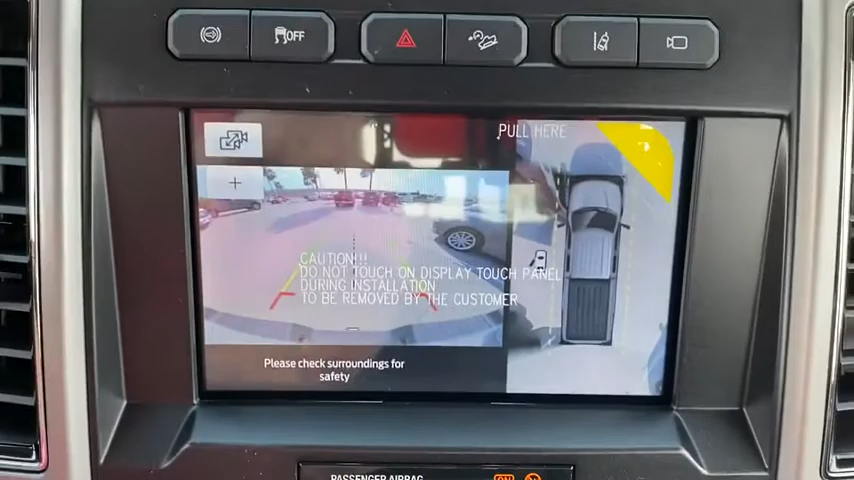 OFF
PULL HERE
CAUTION!!!
DO NOT TOUCH ON DISPLAY TOUCH PANEL
DURING INSTALLATION
TO BE REMOVED BY THE CUSTOMER
Please check surroundings for
safety
PASSENGER AIRBAG
ON